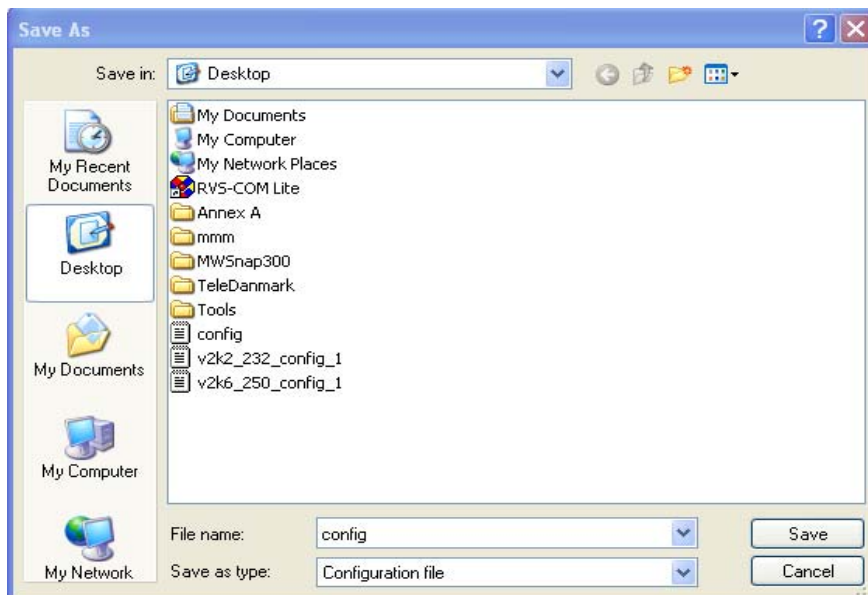 Save As
Save in:
Desktop
My Recent
Documents
Desktop
My Documents
My Computer
My Network
My Documents
My Computer
My Network Places
RVS-COM Lite
Annex A
mmm
MWSnap300
TeleDanmark
Tools
config
v2k2_232_config_1
v2k6_250_config_1
File name:
config
Save
Save as type:
Configuration file
Cancel